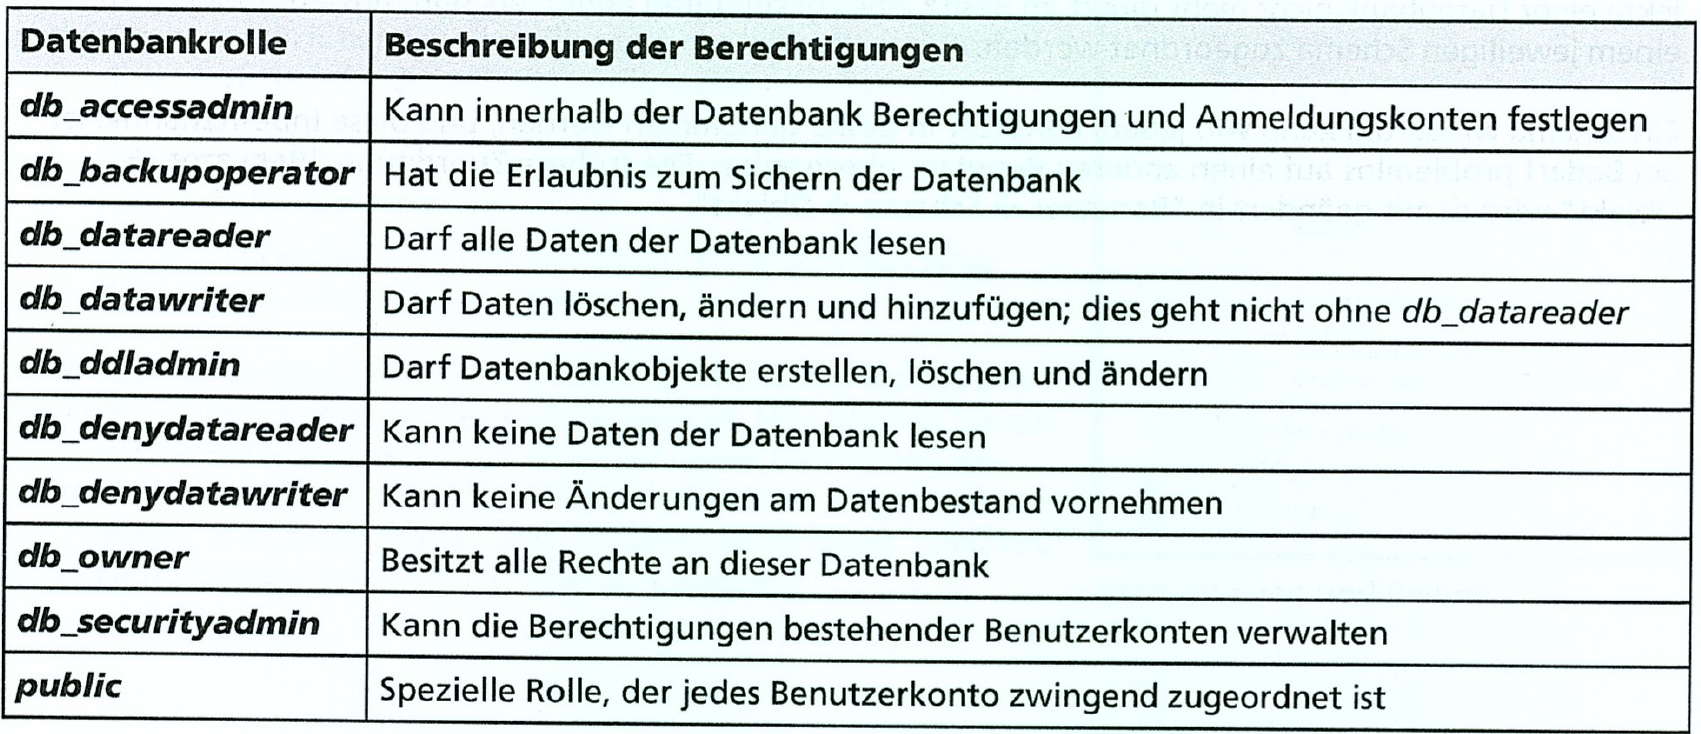 Datenbankrolle Beschreibung der Berechtigungen
db_accessadmin Kann innerhalb der Datenbank Berechtigungen und Anmeldungskonten festlegen
db_backupoperator Hat die Erlaubnis zum Sichern der Datenbank
db_datareader Darf alle Daten der Datenbank lesen
db_datawriter Darf Daten löschen, ändern und hinzufügen; dies geht nicht ohne db_datareader
db_ddladmin Darf Datenbankobjekte erstellen, löschen und ändern
db_denydatareader Kann keine Daten der Datenbank lesen
db_denydatawriter Kann keine Änderungen am Datenbestand vornehmen
db_owner Besitzt alle Rechte an dieser Datenbank
db_securityadmin Kann die Berechtigungen bestehender Benutzerkonten verwalten
public Spezielle Rolle, der jedes Benutzerkonto zwingend zugeordnet ist